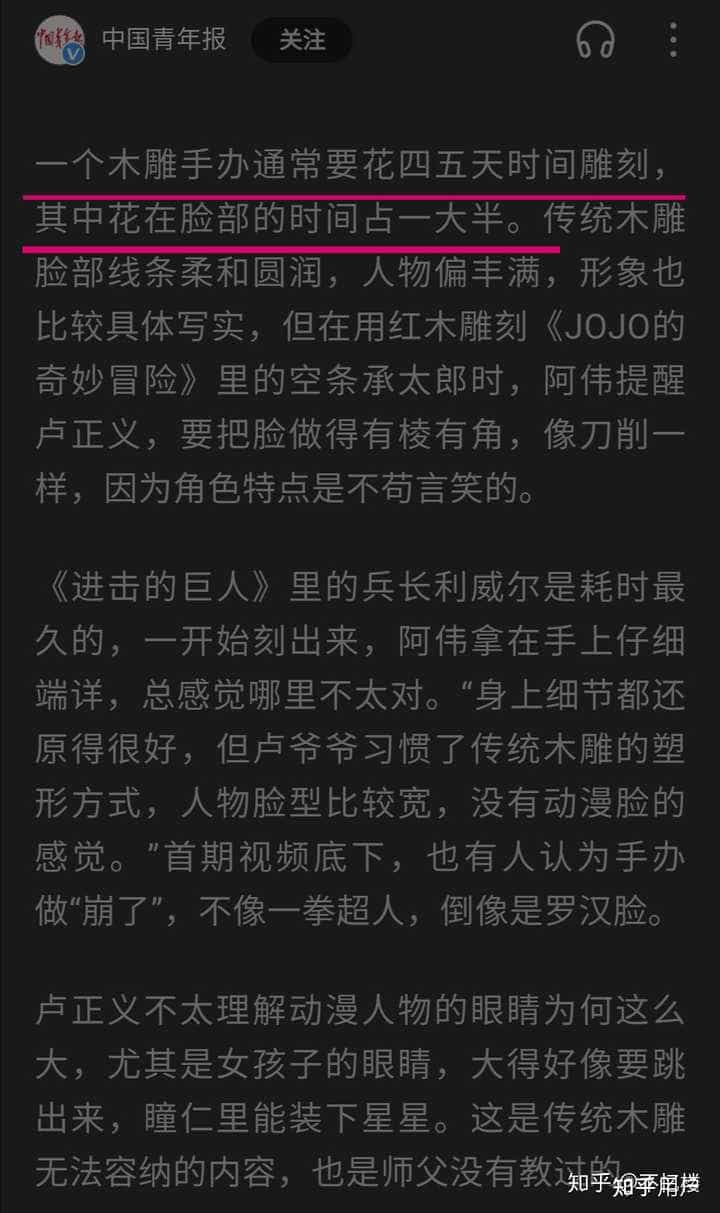 中国青年报
关注
一个木雕手办通常要花四五天时间雕刻，
其中花在脸部的时间占一大半。传统木雕
脸部线条柔和圆润，人物偏丰满，形象也
比较具体写实，但在用红木雕刻《JOJO的
奇妙冒险》里的空条承太郎时，阿伟提醒
卢正义，要把脸做得有棱有角，像刀削一
样，因为角色特点是不苟言笑的。
《进击的巨人》里的兵长利威尔是耗时最
久的，一开始刻出来，阿伟拿在手上仔细
端详，总感觉哪里不太对。“身上细节都还
原得很好，但卢爷爷习惯了传统木雕的塑
形方式，人物脸型比较宽，没有动漫脸的
感觉。”首期视频底下，也有人认为手办
做“崩了”，不像一拳超人，倒像是罗汉脸。
卢正义不太理解动漫人物的眼睛为何这么
大，尤其是女孩子的眼睛，大得好像要跳
出来，瞳仁里能装下星星。这是传统木雕
无法容纳的内容，也是师父没有教过的。
知乎
知乎用户